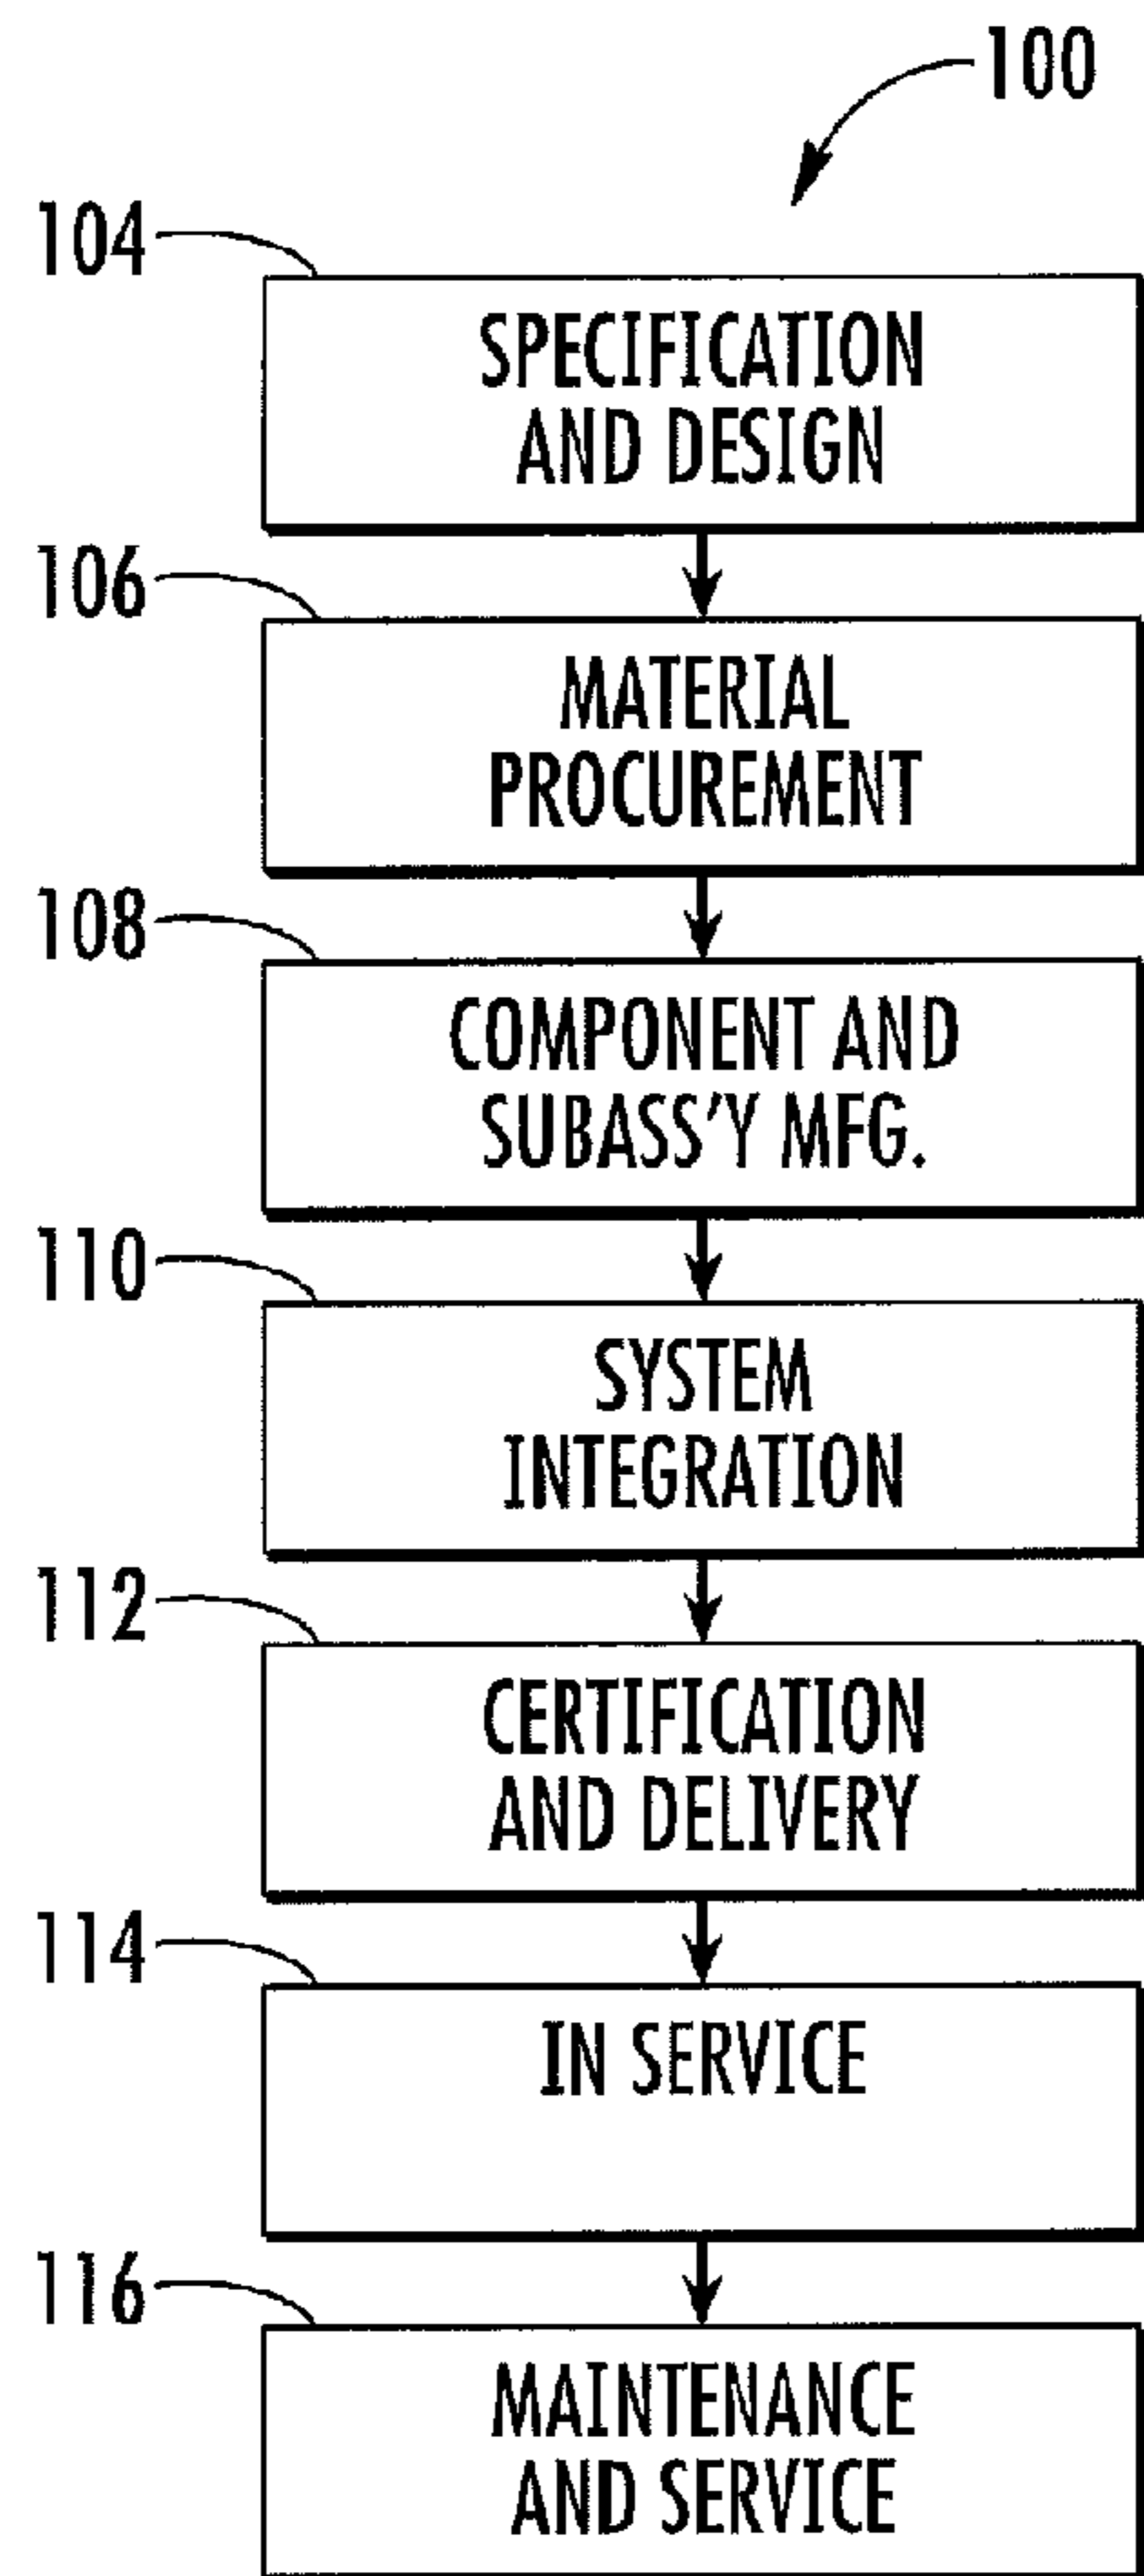 100
104
SPECIFICATION
AND DESIGN
106
MATERIAL
PROCUREMENT
108
COMPONENT AND
SUBASS'Y MFG.
110
SYSTEM
INTEGRATION
112
CERTIFICATION
AND DELIVERY
114
IN SERVICE
116
MAINTENANCE
AND SERVICE